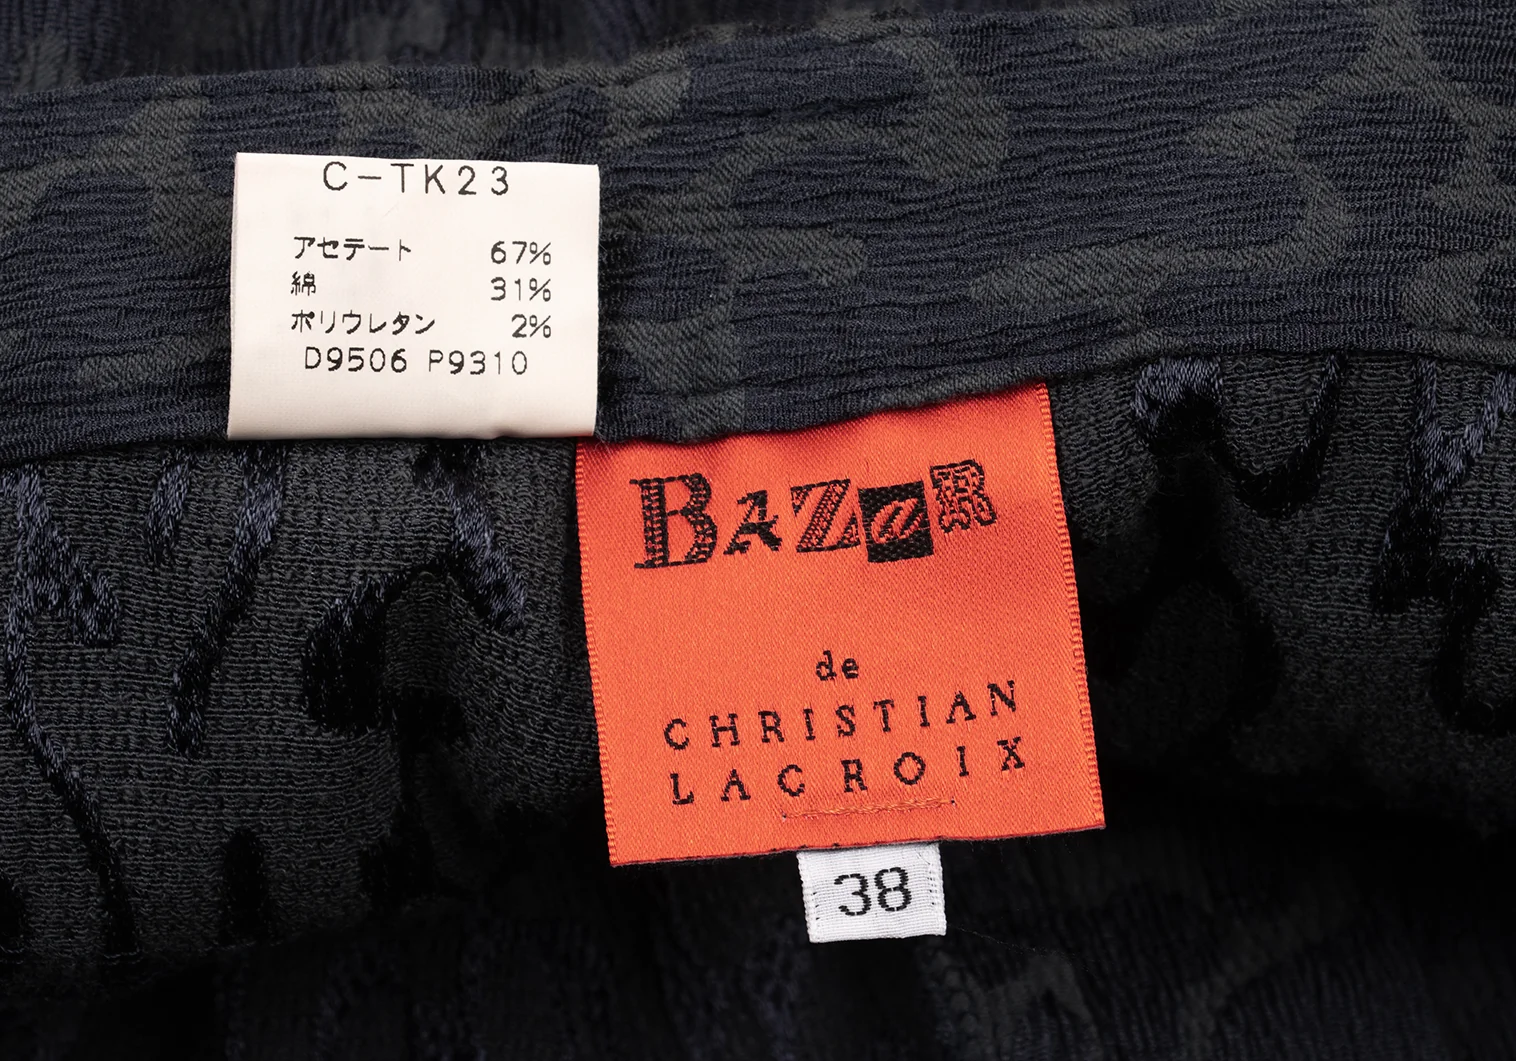 C-TK23
アセテート 67%
綿 31%
ポリウレタン 2%
D9506 P9310
BAZaR
de
CHRISTIAN
LACROIX
38